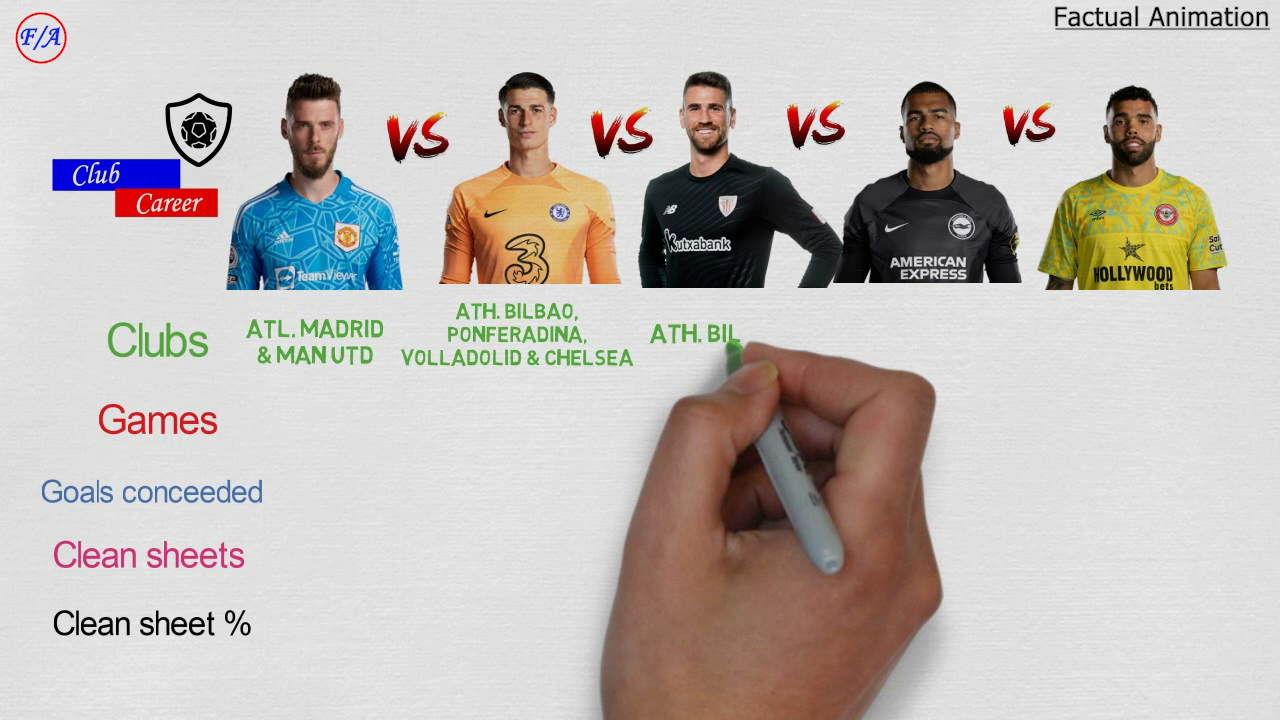 F/A
Factual Animation
Club
Career
VS
VS
VS
VS
TeamViewer
3
Kutxabank
NB
AMERICAN
EXPRESS
HOLLYWOOD
bets
Clubs
ATL. MADRID
& MAN UTD
ATH. BILBAO,
PONFERADINA,
VOLLADOLID & CHELSEA
ATH. BIL
Games
Goals conceeded
Clean sheets
Clean sheet %